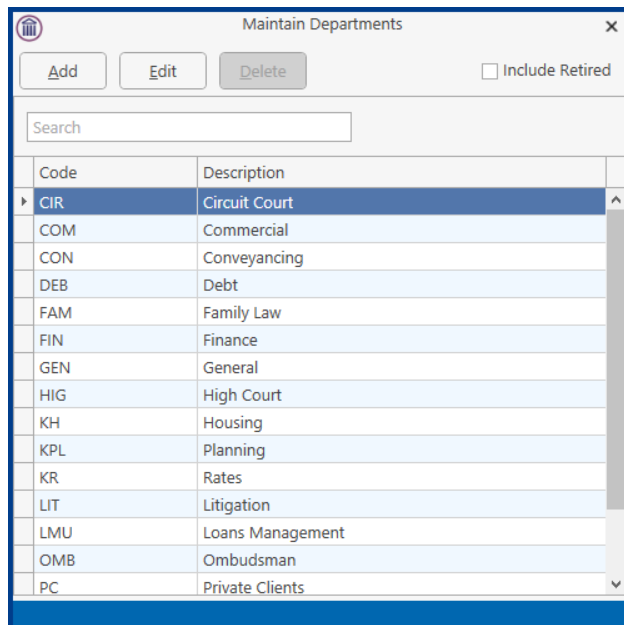 Maintain Departments
Add Edit Delete Include Retired
Search
Code Description
CIR Circuit Court
COM Commercial
CON Conveyancing
DEB Debt
FAM Family Law
FIN Finance
GEN General
HIG High Court
KH Housing
KPL Planning
KR Rates
LIT Litigation
LMU Loans Management
OMB Ombudsman
PC Private Clients